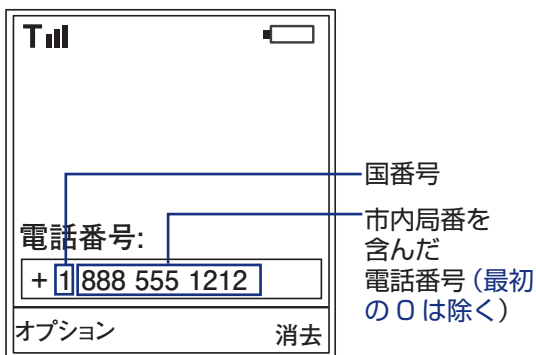 電話番号:
+ 1 888 555 1212
オプション 消去
国番号
市内局番を
含んだ
電話番号(最初
の 0 は除く)